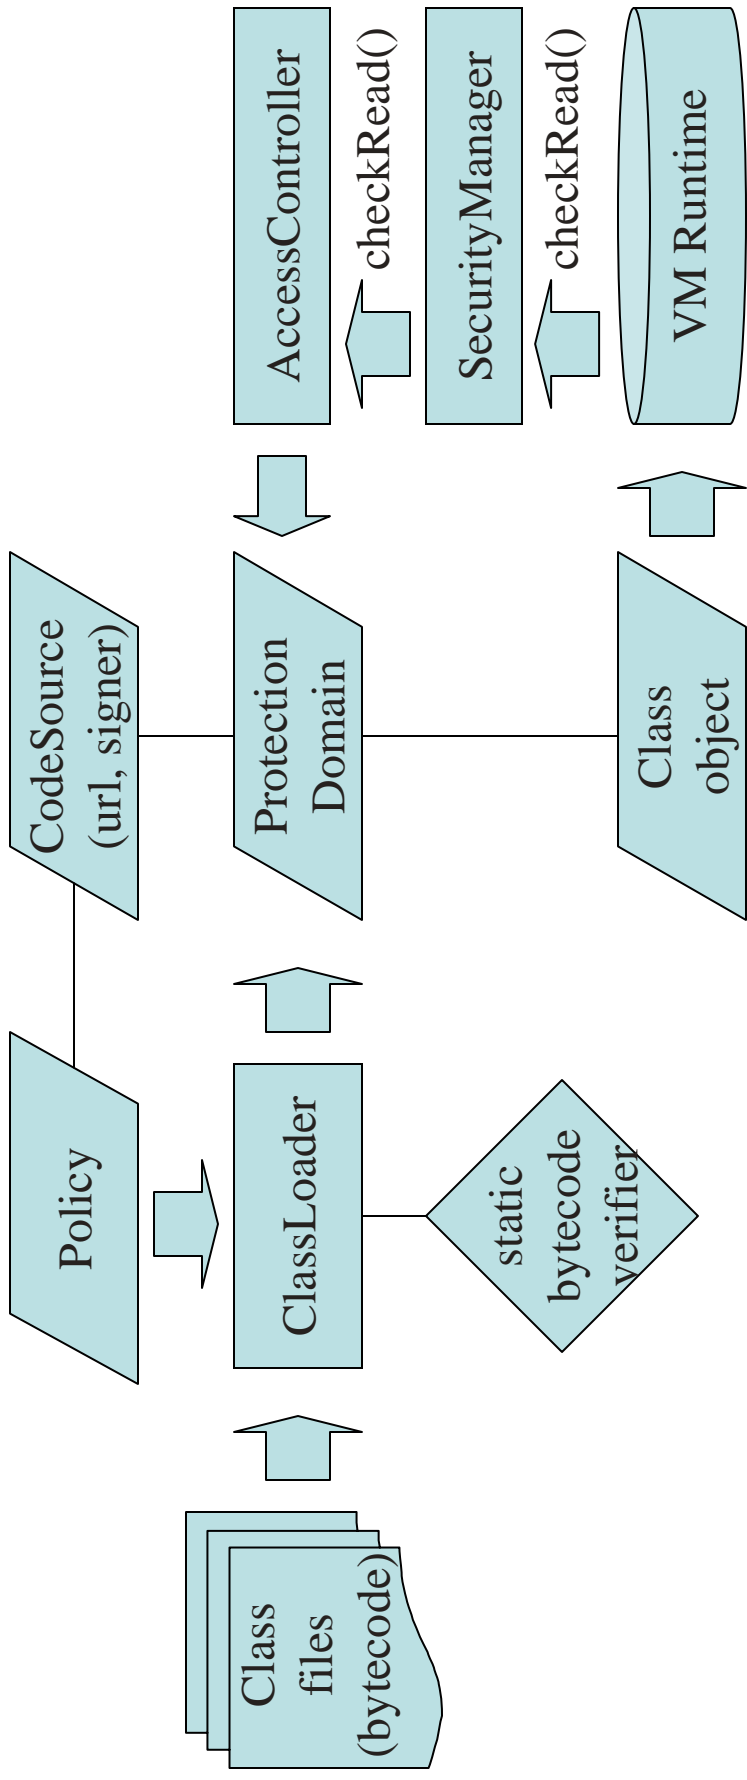 Policy
CodeSource
(url, signer)
Class
files
(bytecode)
ClassLoader
Protection
Domain
AccessController
checkRead()
SecurityManager
checkRead()
static
bytecode
verifier
Class
object
VM Runtime